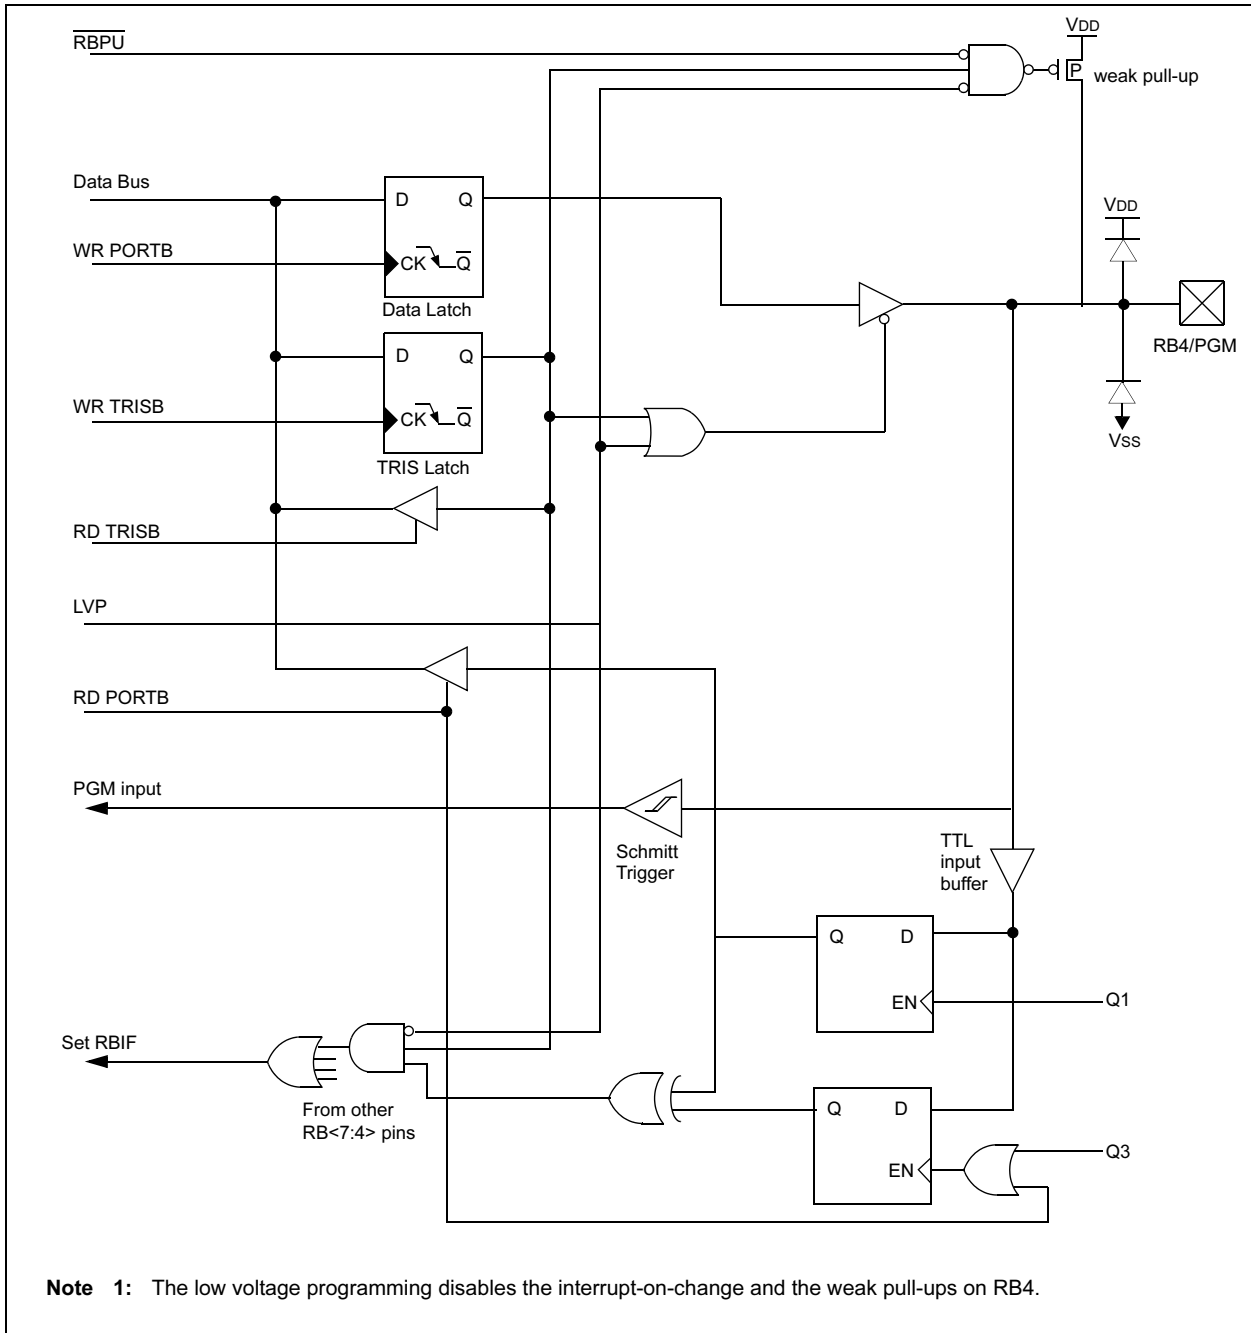 RBPU
VDD
P
weak pull-up
Data Bus
D Q
WR PORTB
CK Q
Data Latch
VDD
RB4/PGM
D Q
WR TRISB
CK Q
TRIS Latch
VSS
RD TRISB
LVP
RD PORTB
PGM input
Schmitt
Trigger
TTL
input
buffer
Q D
EN
Q1
Set RBIF
From other
RB<7:4> pins
Q D
EN
Q3
Note 1: The low voltage programming disables the interrupt-on-change and the weak pull-ups on RB4.